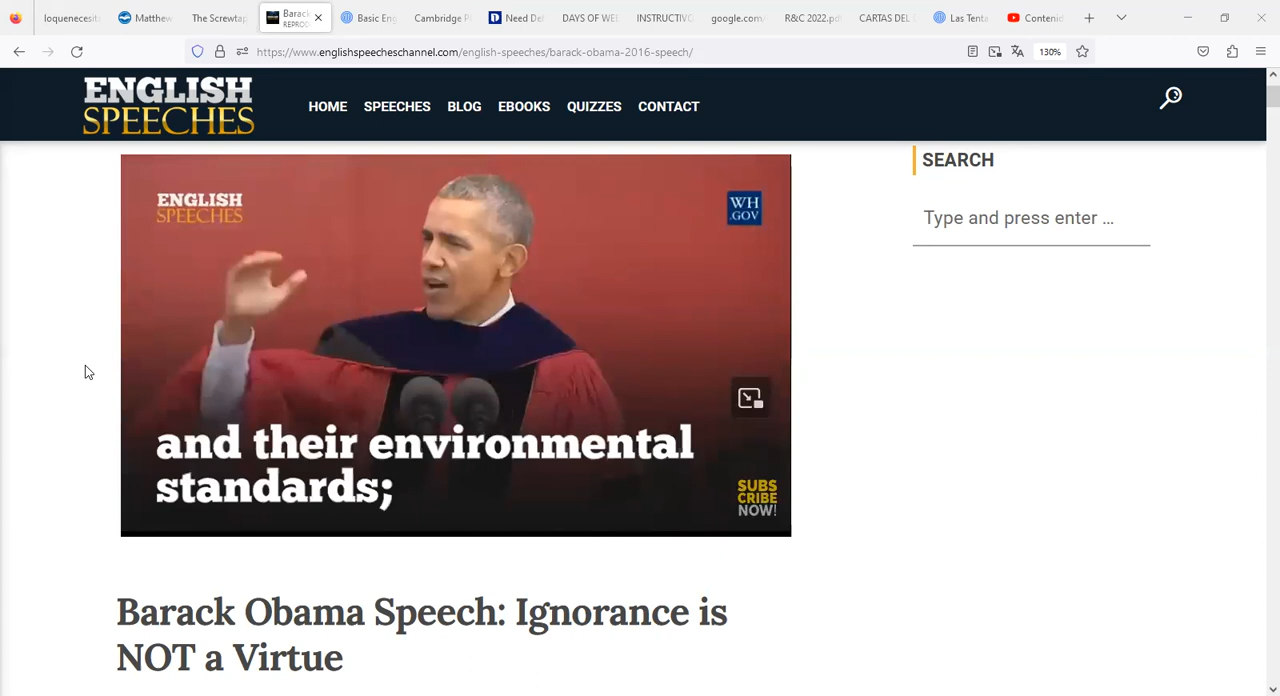 loquenecesit
Matthew
The Screwtap
Barack
REPRODU
Basic Eng
Cambridge P
Need De
DAYS OF WE
INSTRUCTIVO
google.com
R&C 2022.pd
CARTAS DEL
Las Tenta
Contenid
https://www.englishspeecheschannel.com/english-speeches/barack-obama-2016-speech/
130%
ENGLISH
SPEECHES
HOME SPEECHES BLOG EBOOKS QUIZZES CONTACT
ENGLISH
SPEECHES
WH
.GOV
and their environmental
standards;
SUBS
CRIBE
NOW!
SEARCH
Type and press enter ...
Barack Obama Speech: Ignorance is
NOT a Virtue